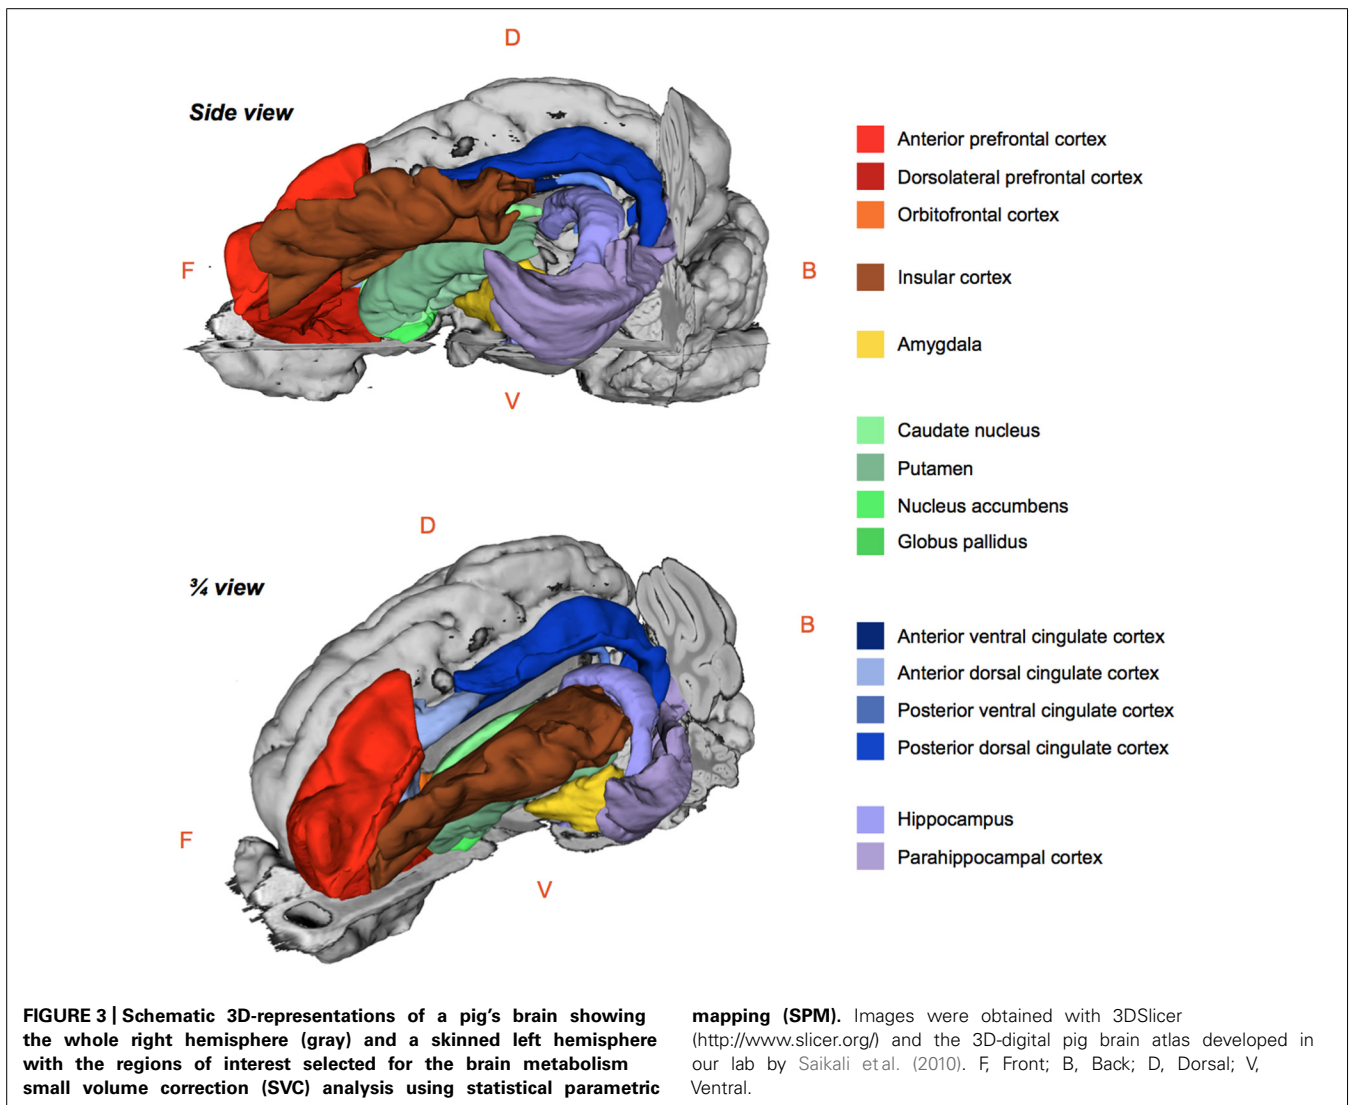 D
Side view
F
B
V
Anterior prefrontal cortex
Dorsolateral prefrontal cortex
Orbitofrontal cortex
Insular cortex
Amygdala
Caudate nucleus
Putamen
Nucleus accumbens
Globus pallidus
D
¾ view
B
F
V
Anterior ventral cingulate cortex
Anterior dorsal cingulate cortex
Posterior ventral cingulate cortex
Posterior dorsal cingulate cortex
Hippocampus
Parahippocampal cortex
FIGURE 3 | Schematic 3D-representations of a pig's brain showing
the whole right hemisphere (gray) and a skinned left hemisphere
with the regions of interest selected for the brain metabolism
small volume correction (SVC) analysis using statistical parametric
mapping (SPM). Images were obtained with 3DSlicer
(http://www.slicer.org/) and the 3D-digital pig brain atlas developed in
our lab by Saikali et al. (2010). F, Front; B, Back; D, Dorsal; V,
Ventral.